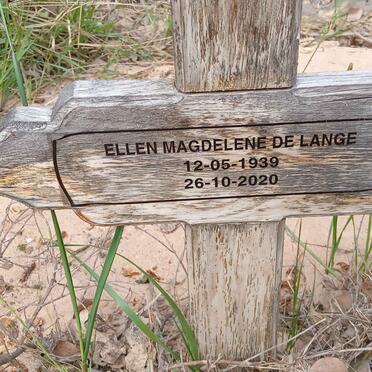 ELLEN MAGDELENE DE LANGE
12-05-1939
26-10-2020